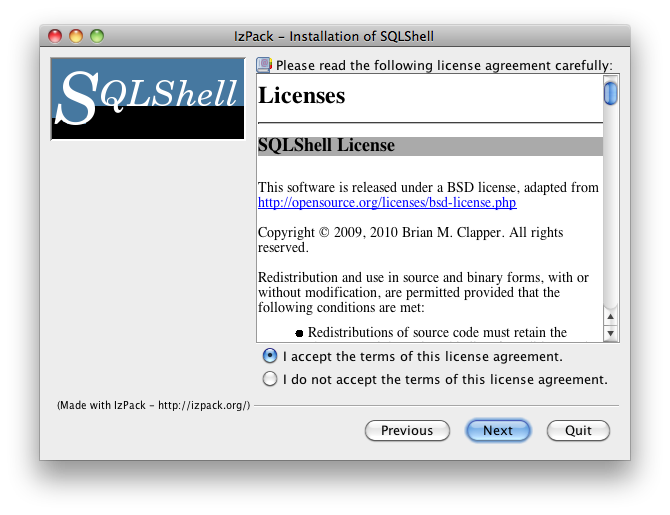 IzPack - Installation of SQLShell
SQLShell
Please read the following license agreement carefully:
Licenses
SQLShell License
This software is released under a BSD license, adapted from
http://opensource.org/licenses/bsd-license.php
Copyright © 2009, 2010 Brian M. Clapper. All rights
reserved.
Redistribution and use in source and binary forms, with or
without modification, are permitted provided that the
following conditions are met:
● Redistributions of source code must retain the
I accept the terms of this license agreement.
I do not accept the terms of this license agreement.
(Made with IzPack - http://izpack.org/)
Previous
Next
Quit